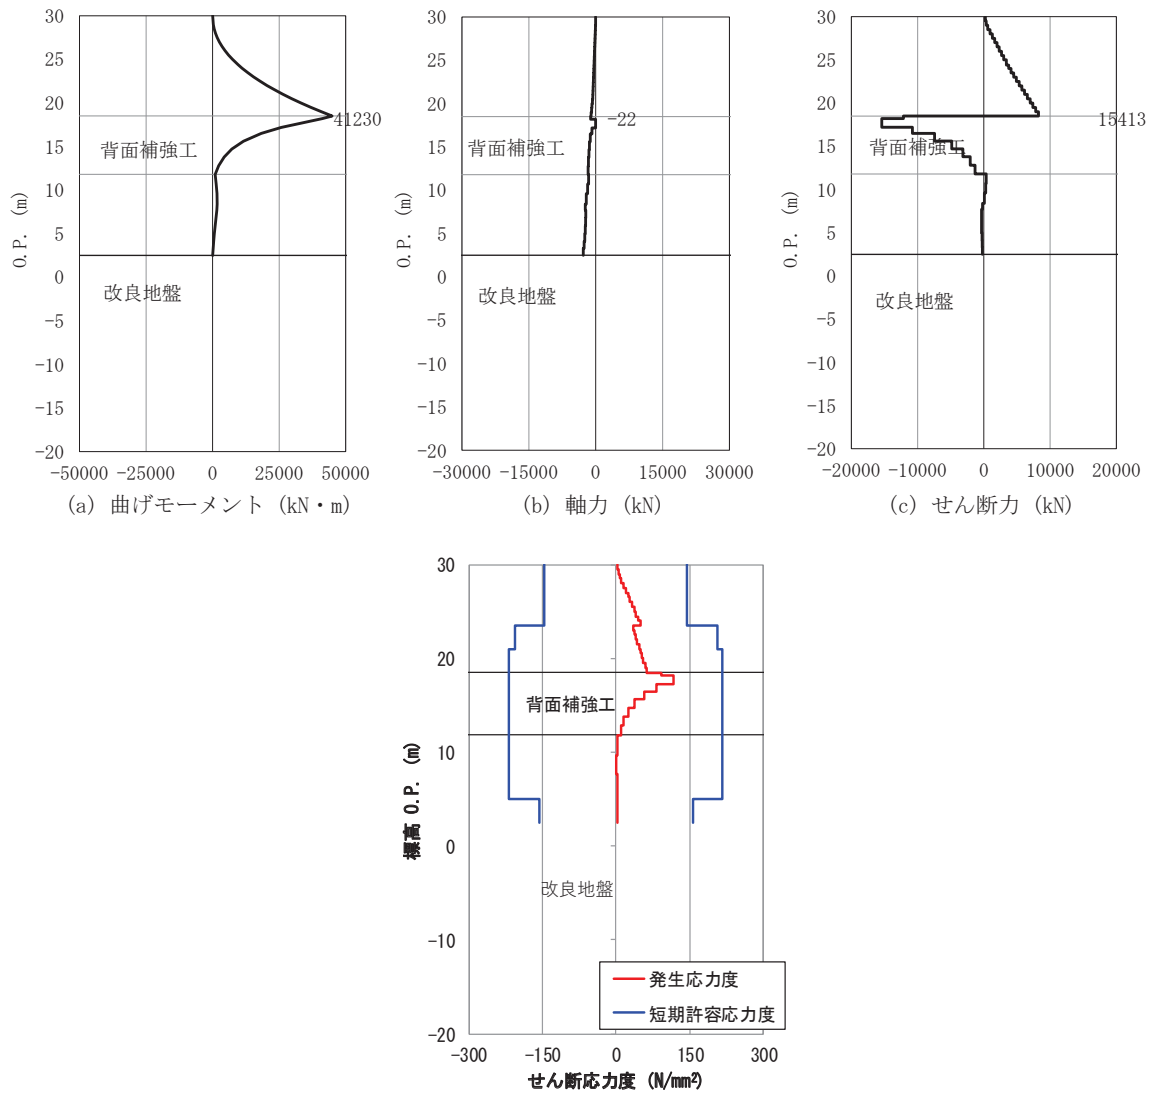 30
25
20
15
10
5
0
-5
-10
-15
-20
O.P. (m)
41230
背面補強工
改良地盤
-50000 -25000 0 25000 50000
(a) 曲げモーメント (kN・m)
30
25
20
15
10
5
0
-5
-10
-15
-20
O.P. (m)
-22
背面補強工
改良地盤
-30000 -15000 0 15000 30000
(b) 軸力 (kN)
30
25
20
15
10
5
0
-5
-10
-15
-20
O.P. (m)
15413
背面補強工
改良地盤
-20000 -10000 0 10000 20000
(c) せん断力 (kN)
30
20
10
0
-10
-20
標高 O.P. (m)
背面補強工
改良地盤
発生応力度
短期許容応力度
-300 -150 0 150 300
せん断応力度 (N/mm²)